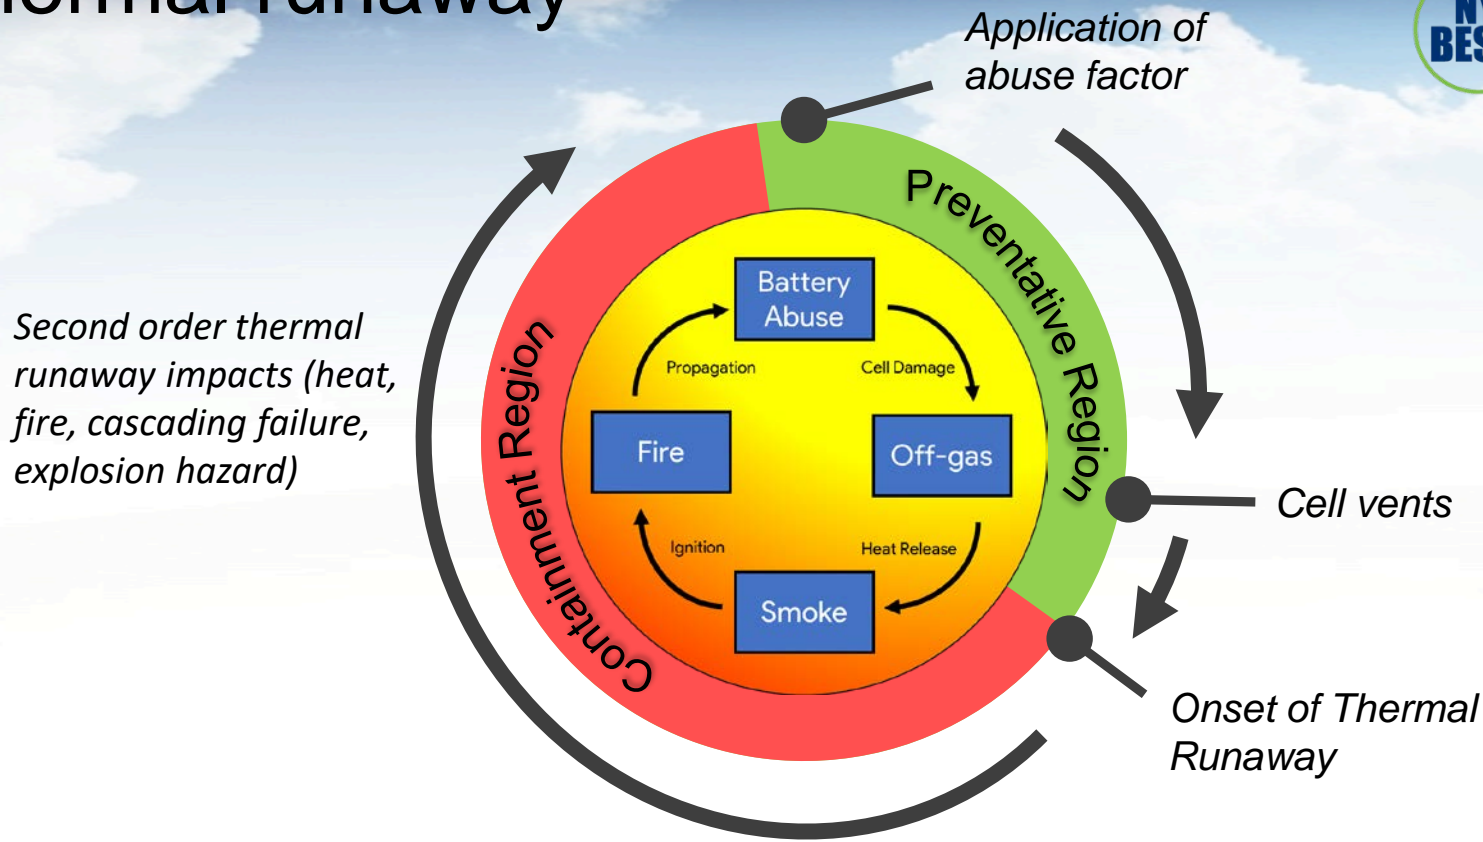 runaway
Application of
abuse factor
Preventative Region
Battery
Abuse
Propagation
Cell Damage
Second order thermal
runaway impacts (heat,
fire, cascading failure,
explosion hazard)
Containment Region
Fire
Off-gas
Cell vents
Ignition
Heat Release
Smoke
Onset of Thermal
Runaway